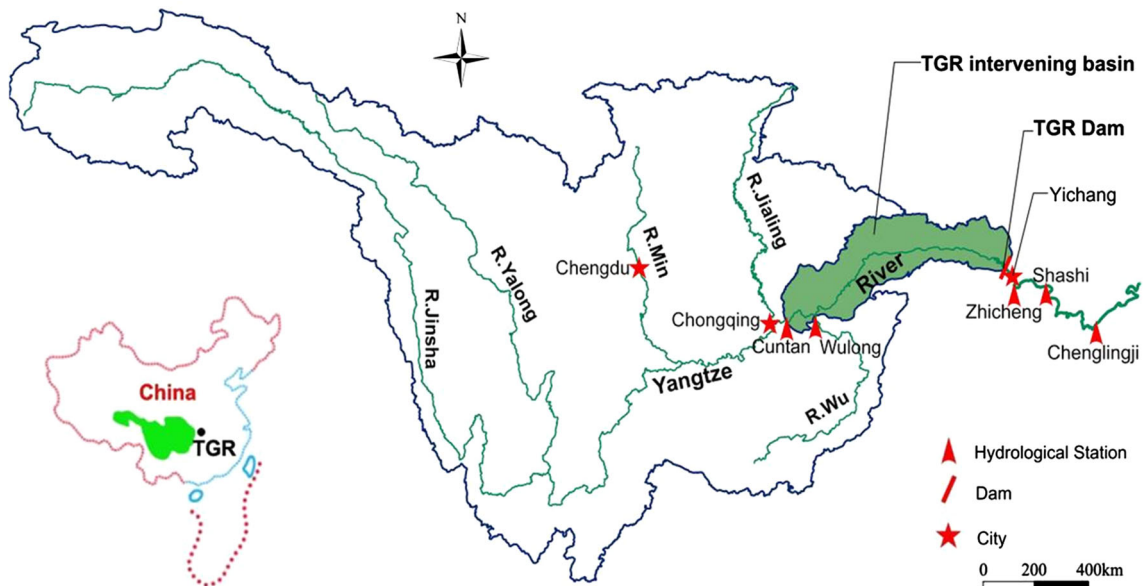 N
TGR intervening basin
TGR Dam
Yichang
R.Jialing
R.Min
Chengdu
River
Shashi
R.Yalong
R.Jinsha
Zhicheng
Chongqing
Cuntan
Wulong
Chenglingji
Yangtze
R.Wu
China
TGR
Hydrological Station
Dam
City
0 200 400km